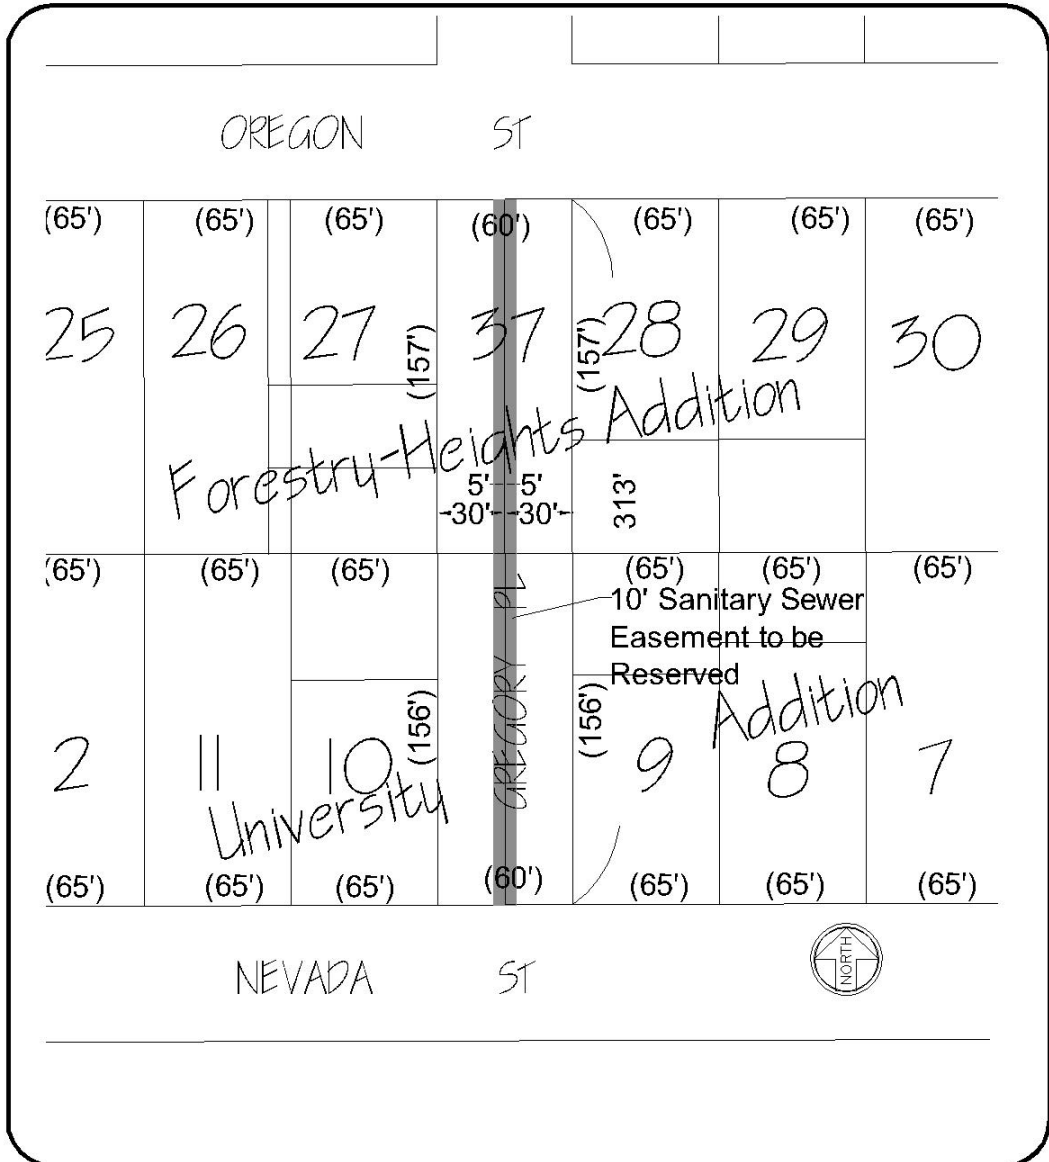 OREGON ST
(65') (65') (65') (60') (65') (65') (65')
25 26 27 37 28 29 30
(157') (157')
Forestry-Heights Addition
5' 5'
30' 30'
313'
(65') (65') (65') (65') (65') (65')
10' Sanitary Sewer
Easement to be
Reserved
GREGORY PL
(156') (156')
2 11 10 9 8 7
University Addition
(65') (65') (65') (60') (65') (65') (65')
NEVADA ST
NORTH